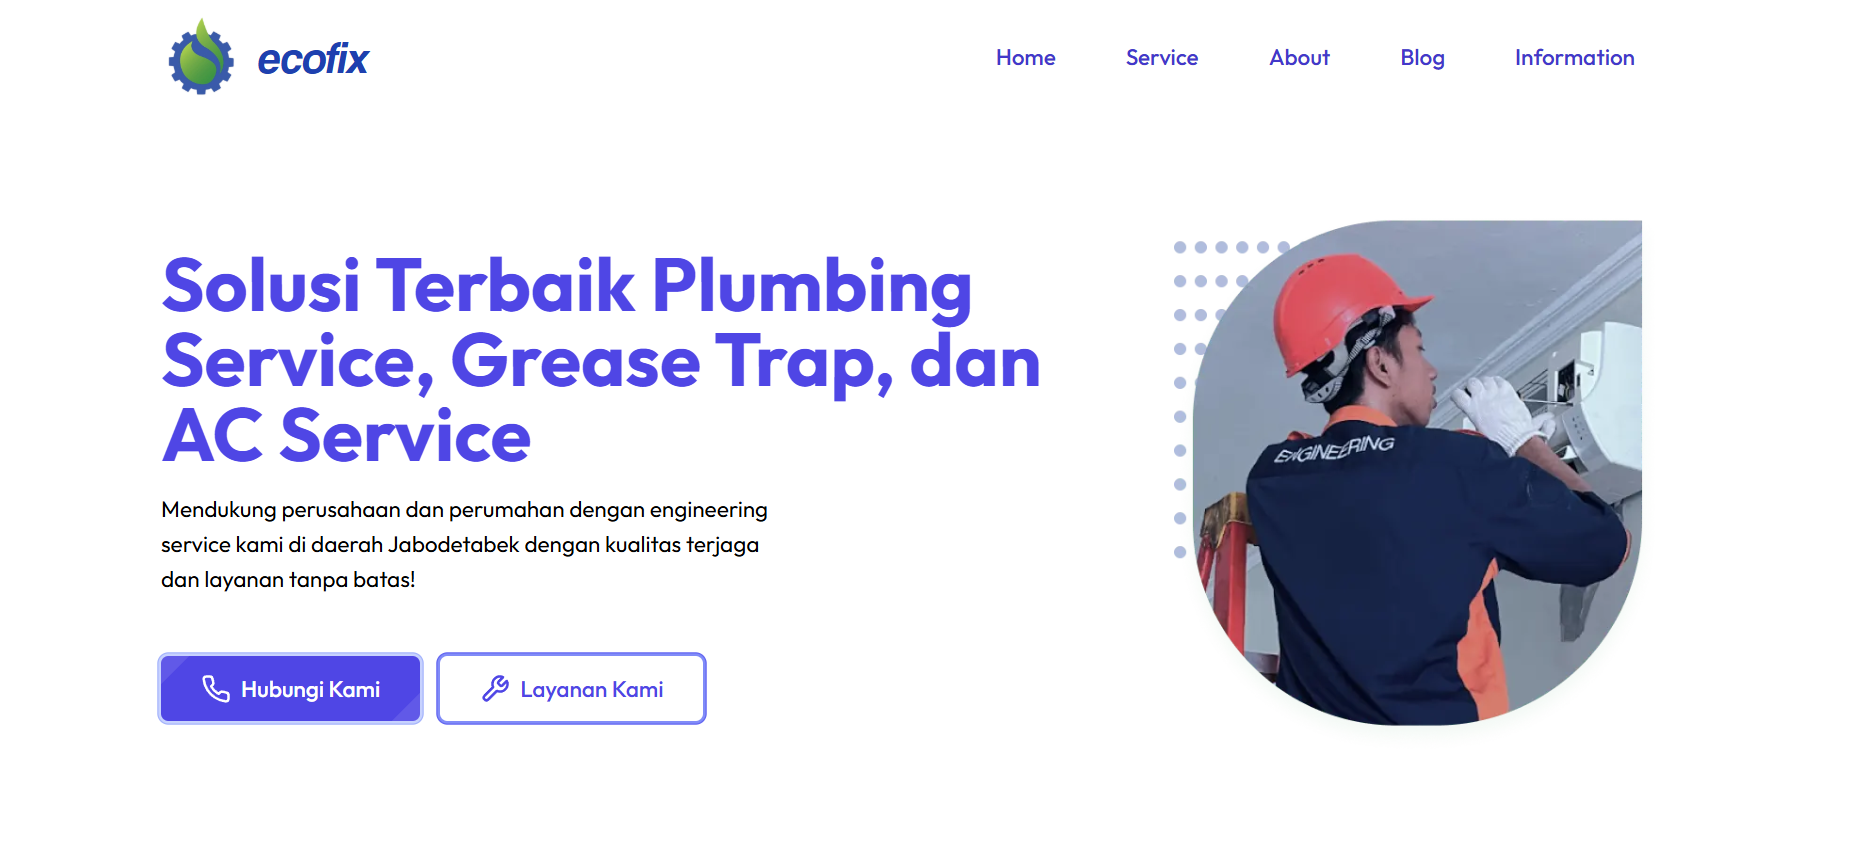 ecofix
Home
Service
About
Blog
Information
Solusi Terbaik Plumbing
Service, Grease Trap, dan
AC Service
Mendukung perusahaan dan perumahan dengan engineering
service kami di daerah Jabodetabek dengan kualitas terjaga
dan layanan tanpa batas!
Hubungi Kami
Layanan Kami
ENGINEERING